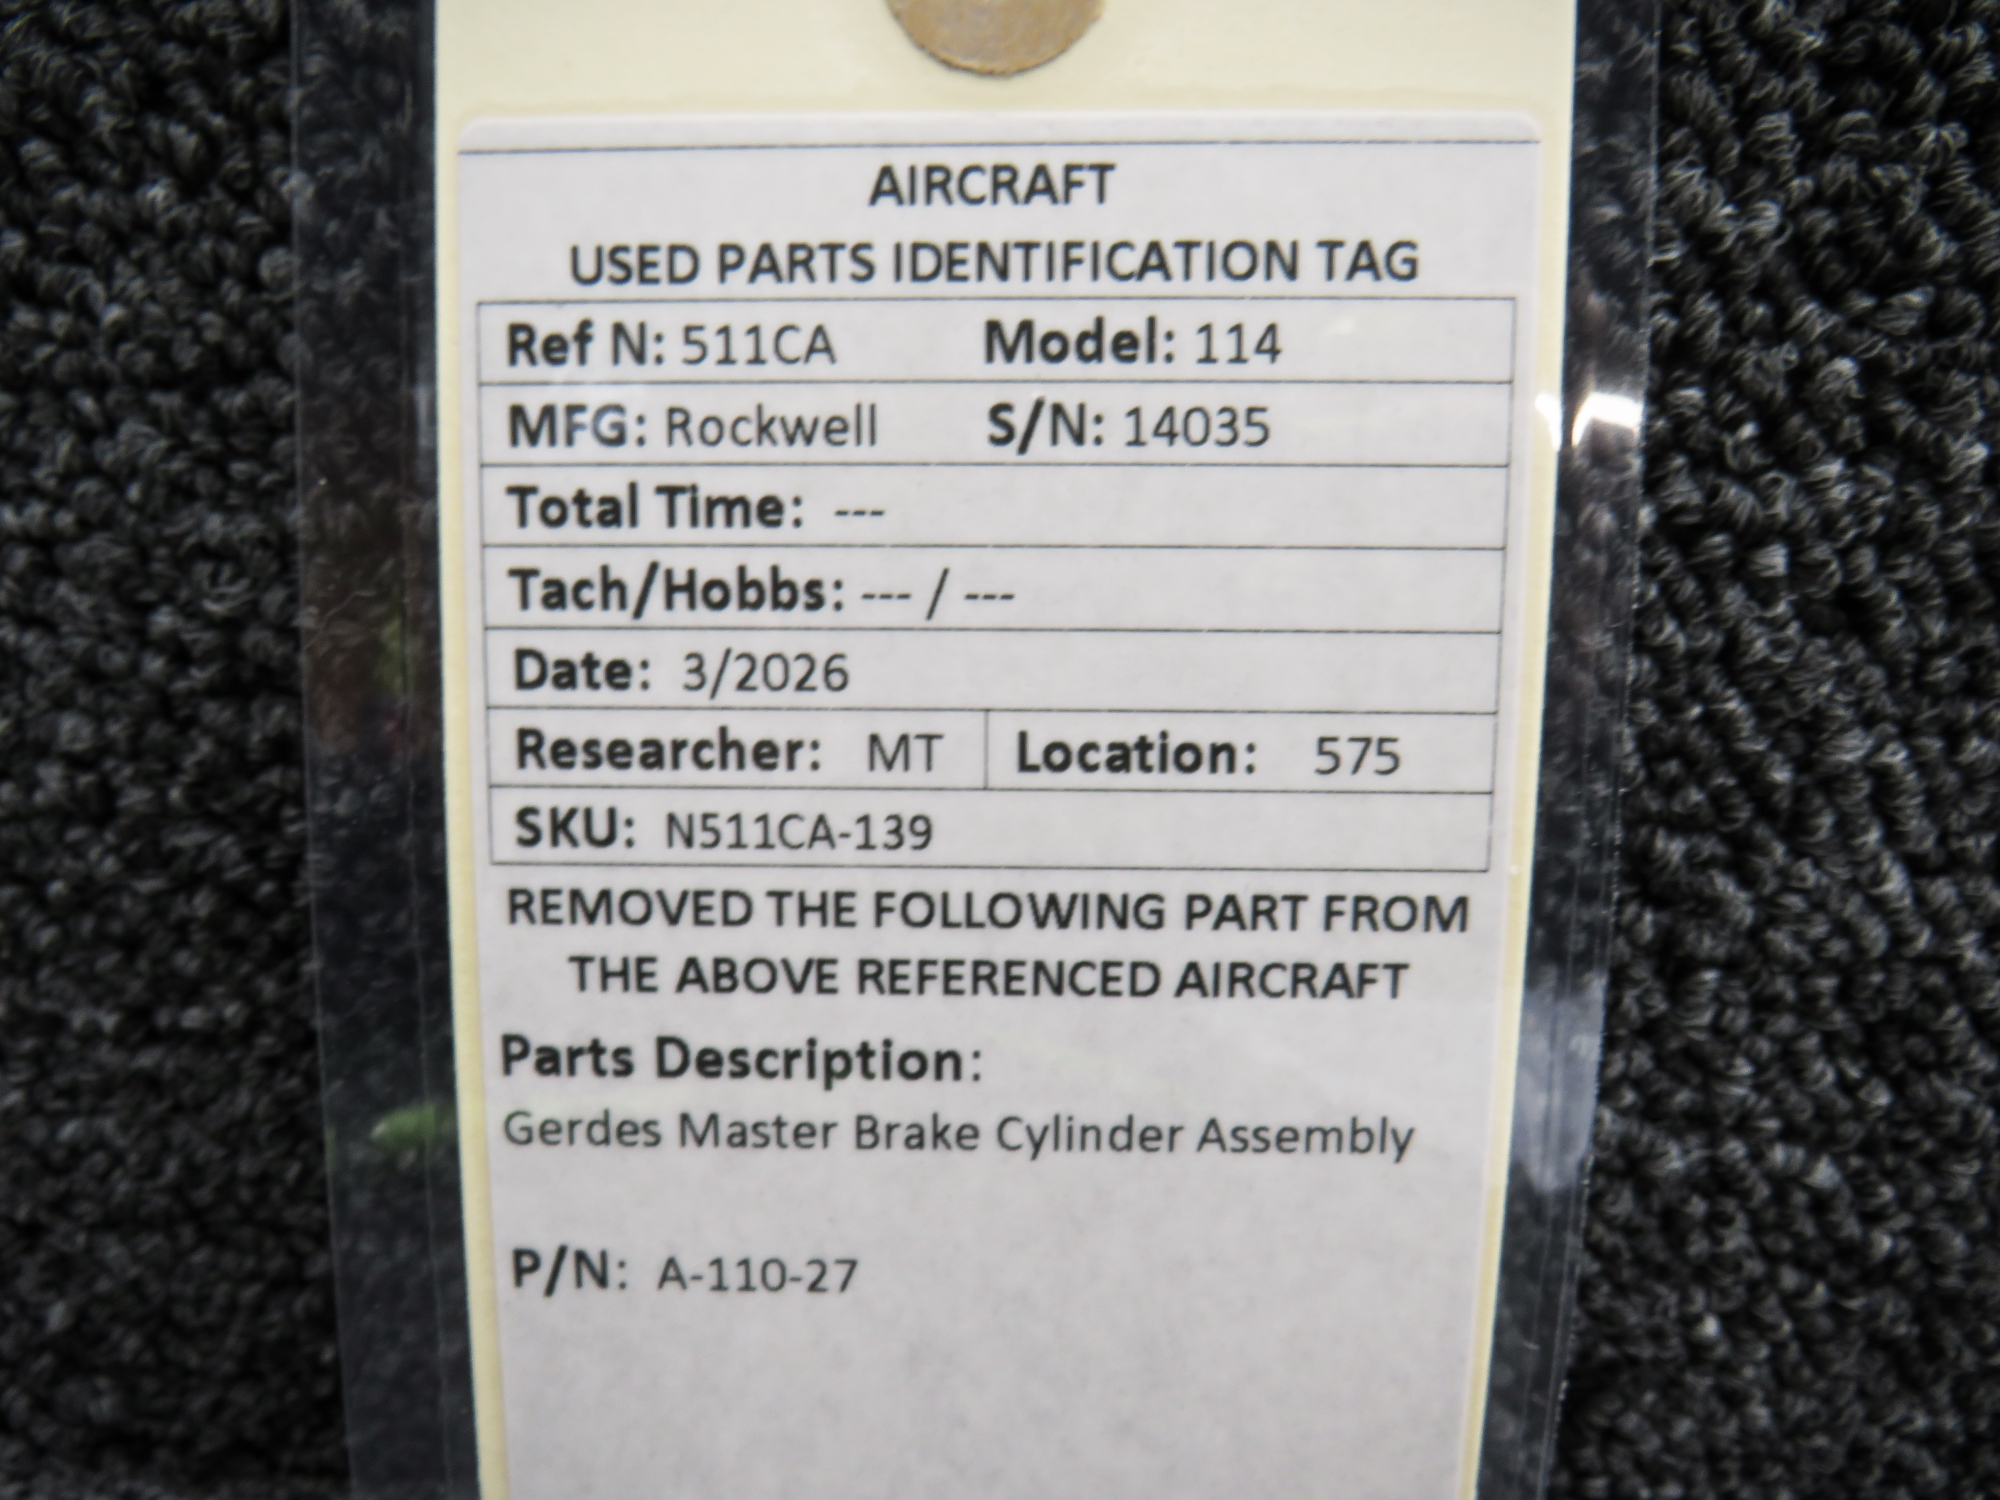 AIRCRAFT
USED PARTS IDENTIFICATION TAG
Ref N: 511CA Model: 114
MFG: Rockwell S/N: 14035
Total Time: ---
Tach/Hobbs: --- / ---
Date: 3/2026
Researcher: MT Location: 575
SKU: N511CA-139
REMOVED THE FOLLOWING PART FROM
THE ABOVE REFERENCED AIRCRAFT
Parts Description:
Gerdes Master Brake Cylinder Assembly
P/N: A-110-27